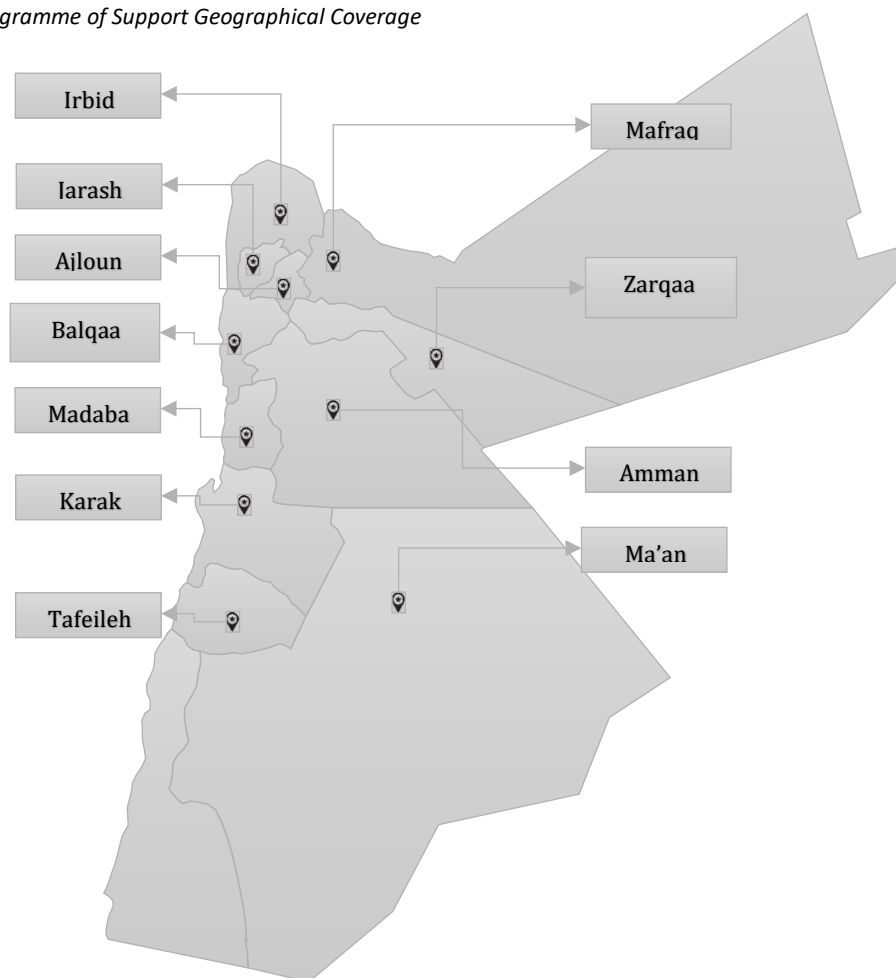 gramme of Support Geographical Coverage
Irbid
Mafraq
Jarash
Ajloun
Zarqaa
Balqaa
Madaba
Amman
Karak
Ma'an
Tafeileh